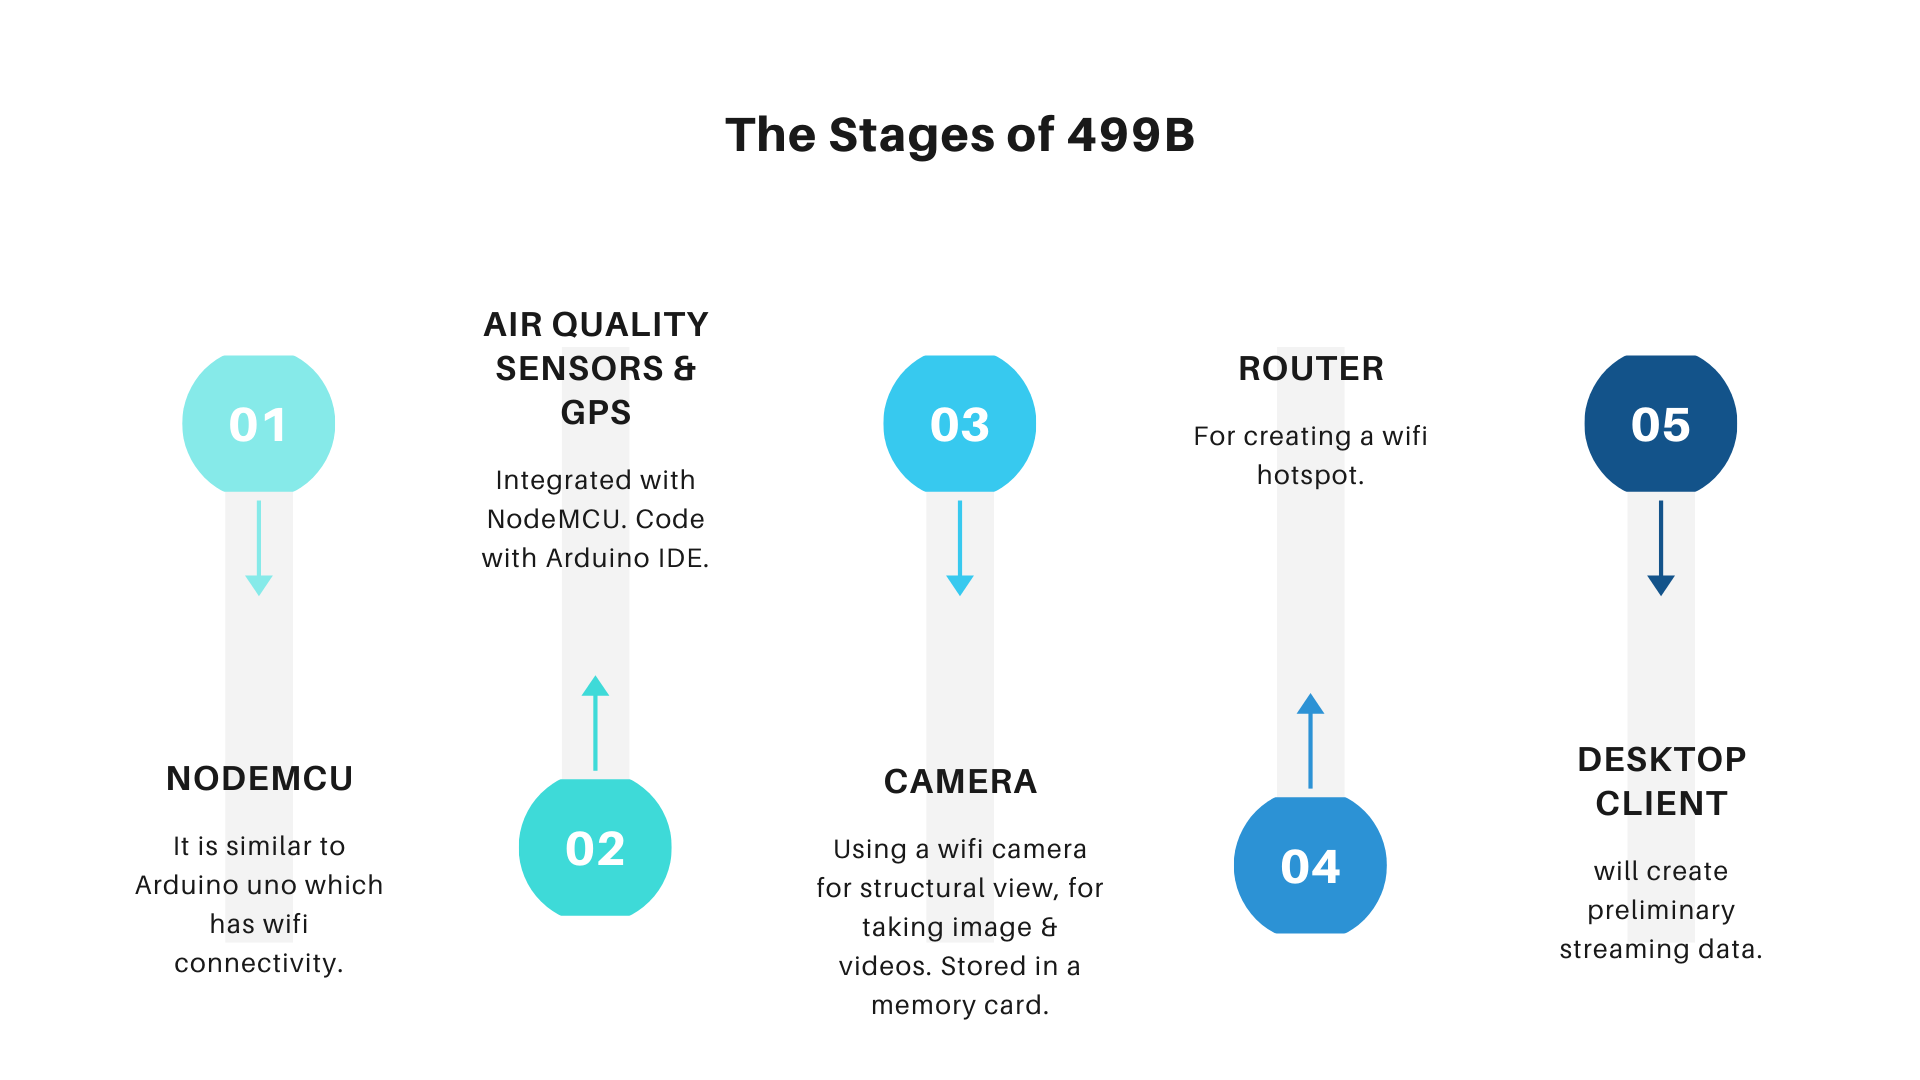 The Stages of 499B
01
NODEMCU
It is similar to
Arduino uno which
has wifi
connectivity.
AIR QUALITY
SENSORS &
GPS
Integrated with
NodeMCU. Code
with Arduino IDE.
02
03
CAMERA
Using a wifi camera
for structural view, for
taking image &
videos. Stored in a
memory card.
ROUTER
For creating a wifi
hotspot.
04
05
DESKTOP
CLIENT
will create
preliminary
streaming data.